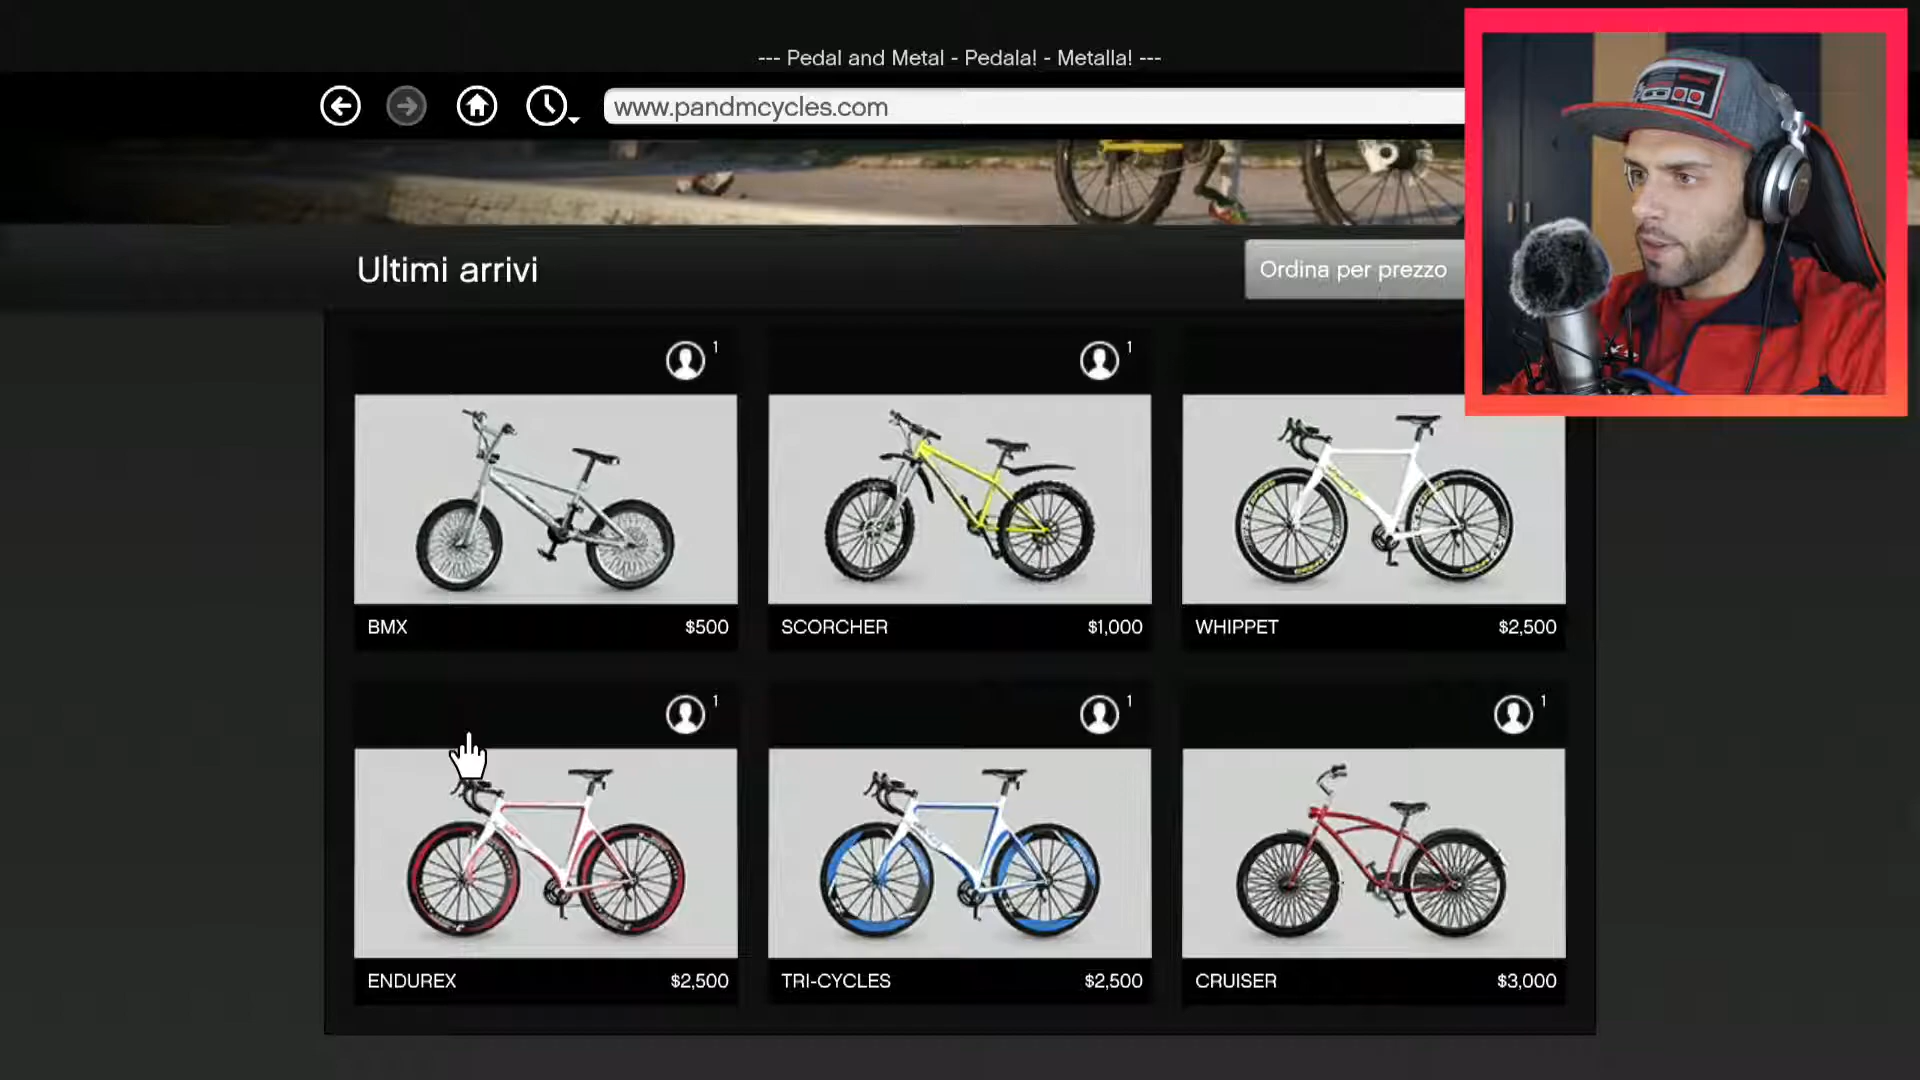 --- Pedal and Metal - Pedala! - Metalla! ---
www.pandmcycles.com
Ultimi arrivi
Ordina per prezzo
1
1
BMX $500
SCORCHER $1,000
WHIPPET $2,500
1
1
1
ENDUREX $2,500
TRI-CYCLES $2,500
CRUISER $3,000